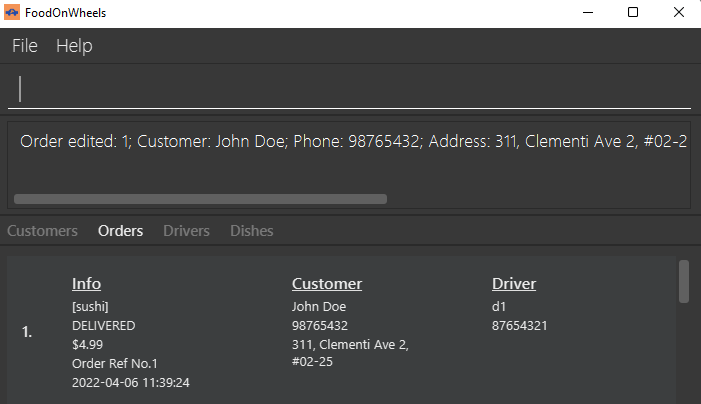 FoodOnWheels
File Help
Order edited: 1; Customer: John Doe; Phone: 98765432; Address: 311, Clementi Ave 2, #02-2
Customers Orders Drivers Dishes
Info Customer Driver
[sushi] John Doe d1
DELIVERED 98765432 87654321
1.
$4.99 311, Clementi Ave 2,
Order Ref No.1 #02-25
2022-04-06 11:39:24